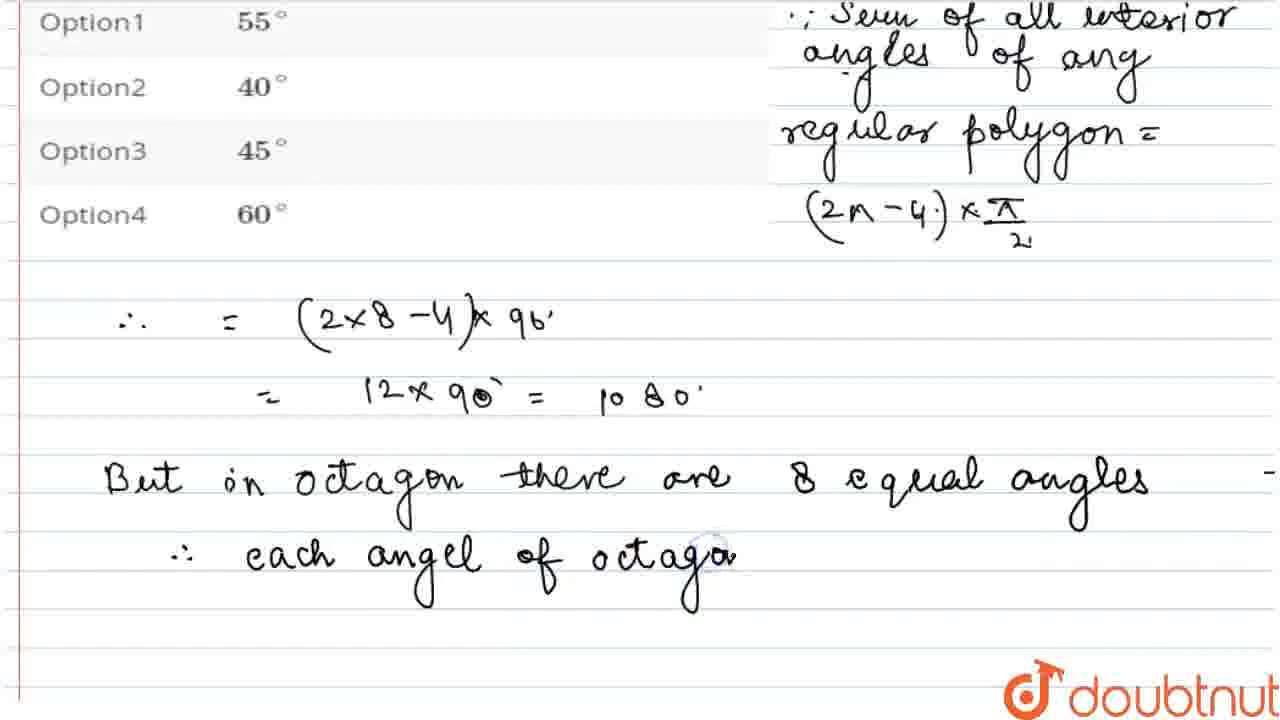 Option1 55°
Option2 40°
Option3 45°
Option4 60°
∵ Sum of all interior
angles of any
regular polygon =
(2n - 4) × π/2
∴ = (2×8-4)× 90°
= 12 × 90° = 1080°
But in octagon there are 8 equal angles
∴ each angel of octago
doubtnut